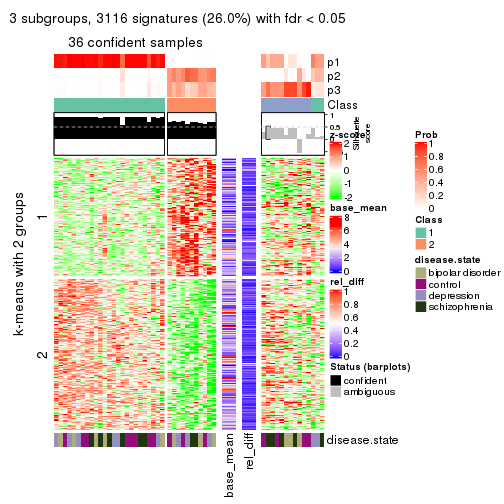 3 subgroups, 3116 signatures (26.0%) with fdr < 0.05
36 confident samples
p1
p2
p3
Class
1
0.5
0
Silhouette
score
k-means with 2 groups
1
2
base_mean
rel_diff
disease.state
z-score
2
1
0
-1
-2
base_mean
8
6
4
2
0
rel_diff
1
0.8
0.6
0.4
0.2
0
Status (barplots)
confident
ambiguous
Prob
1
0.8
0.6
0.4
0.2
0
Class
1
2
disease.state
bipolar disorder
control
depression
schizophrenia